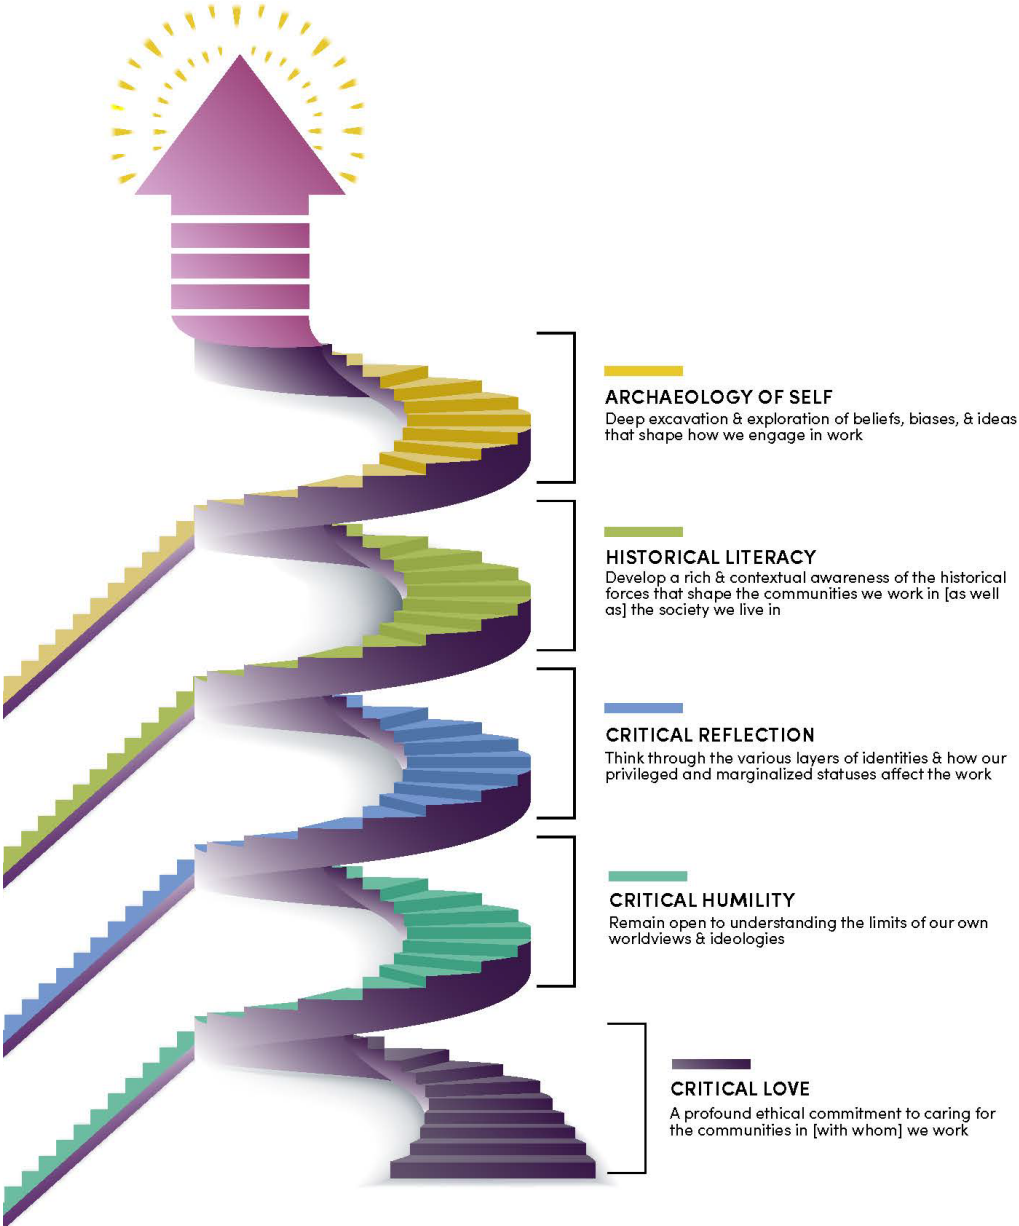 ARCHAEOLOGY OF SELF
Deep excavation & exploration of beliefs, biases, & ideas
that shape how we engage in work
HISTORICAL LITERACY
Develop a rich & contextual awareness of the historical
forces that shape the communities we work in [as well
as] the society we live in
CRITICAL REFLECTION
Think through the various layers of identities & how our
privileged and marginalized statuses affect the work
CRITICAL HUMILITY
Remain open to understanding the limits of our own
worldviews & ideologies
CRITICAL LOVE
A profound ethical commitment to caring for
the communities in [with whom] we work